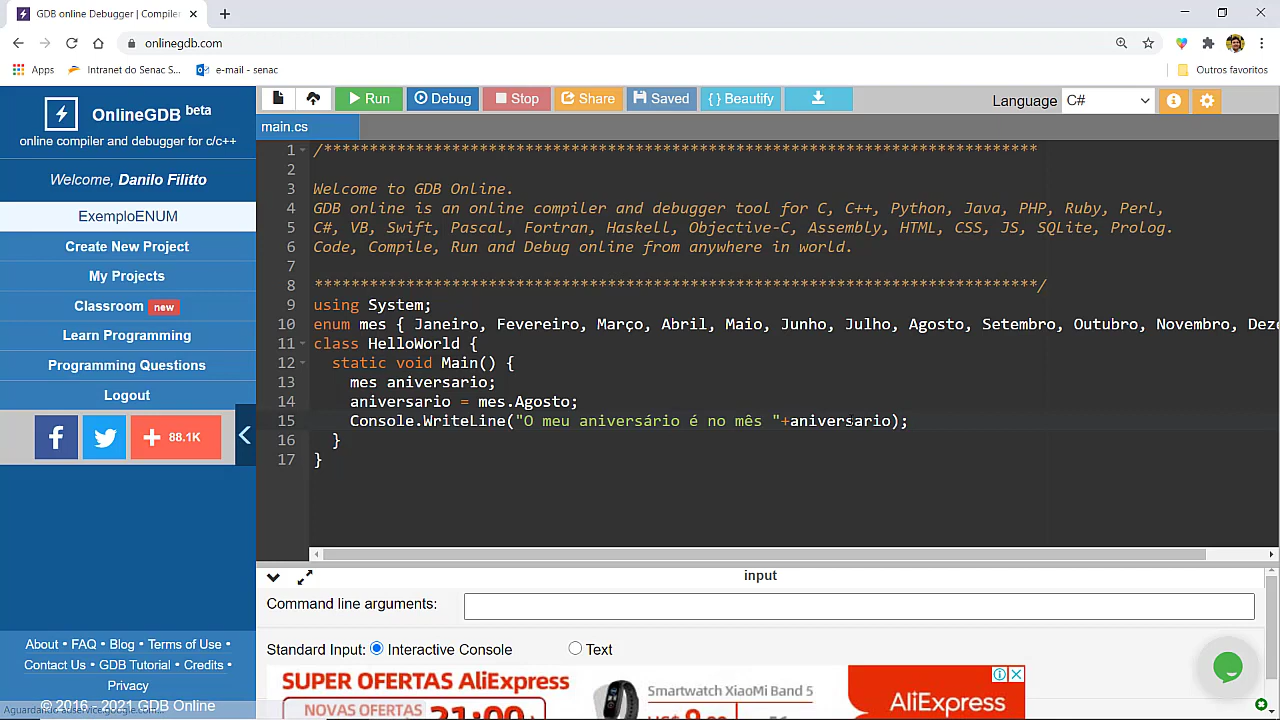 GDB online Debugger | Compiler
onlinegdb.com
Apps
Intranet do Senac S...
e-mail - senac
Outros favoritos
OnlineGDB beta
online compiler and debugger for c/c++
Welcome, Danilo Filitto
ExemploENUM
Create New Project
My Projects
Classroom new
Learn Programming
Programming Questions
Logout
88.1K
About • FAQ • Blog • Terms of Use •
Contact Us • GDB Tutorial • Credits •
Privacy
© 2016 - 2021 GDB Online
Run Debug Stop Share Saved { } Beautify
Language C#
main.cs
1 /******************************************************************************
2
3 Welcome to GDB Online.
4 GDB online is an online compiler and debugger tool for C, C++, Python, Java, PHP, Ruby, Perl,
5 C#, VB, Swift, Pascal, Fortran, Haskell, Objective-C, Assembly, HTML, CSS, JS, SQLite, Prolog.
6 Code, Compile, Run and Debug online from anywhere in world.
7
8 *******************************************************************************/
9 using System;
10 enum mes { Janeiro, Fevereiro, Março, Abril, Maio, Junho, Julho, Agosto, Setembro, Outubro, Novembro, Deze
11 class HelloWorld {
12 static void Main() {
13 mes aniversario;
14 aniversario = mes.Agosto;
15 Console.WriteLine("O meu aniversário é no mês "+aniversario);
16 }
17 }
input
Command line arguments:
Standard Input: Interactive Console Text
SUPER OFERTAS AliExpress
NOVAS OFERTAS
Smartwatch XiaoMi Band 5
AliExpress